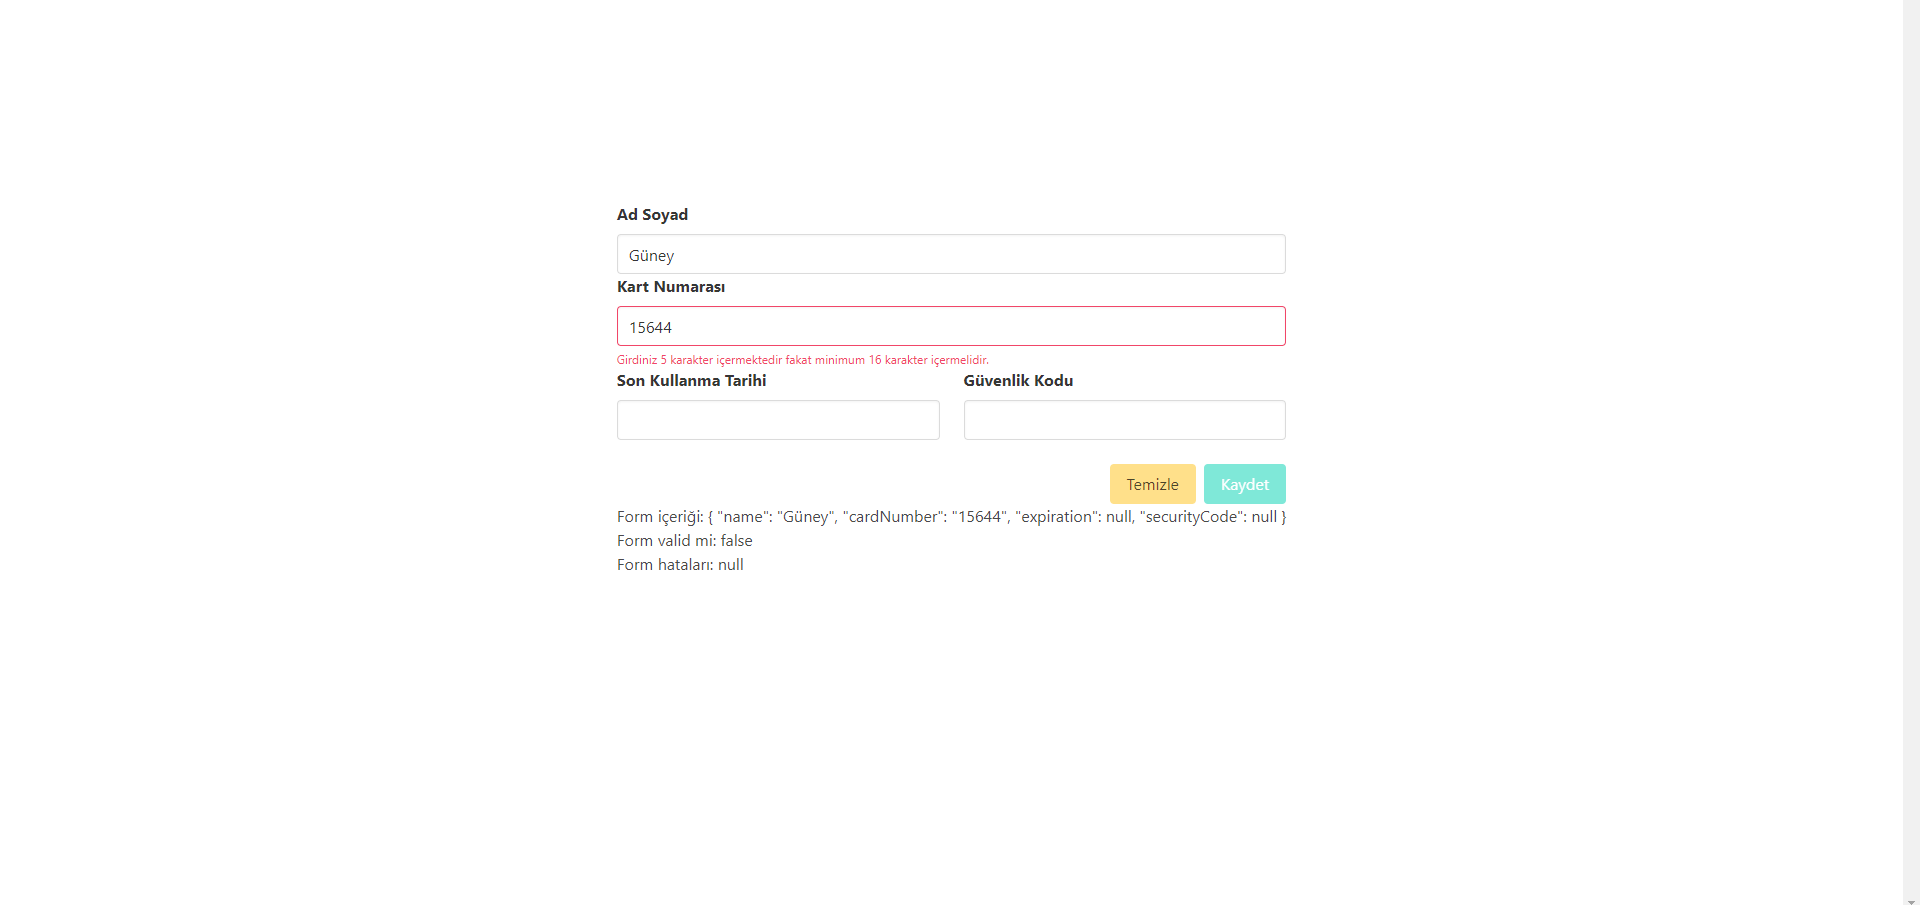 Ad Soyad
Güney
Kart Numarası
15644
Girdiniz 5 karakter içermektedir fakat minimum 16 karakter içermelidir.
Son Kullanma Tarihi Güvenlik Kodu
Temizle Kaydet
Form içeriği: { "name": "Güney", "cardNumber": "15644", "expiration": null, "securityCode": null }
Form valid mi: false
Form hataları: null